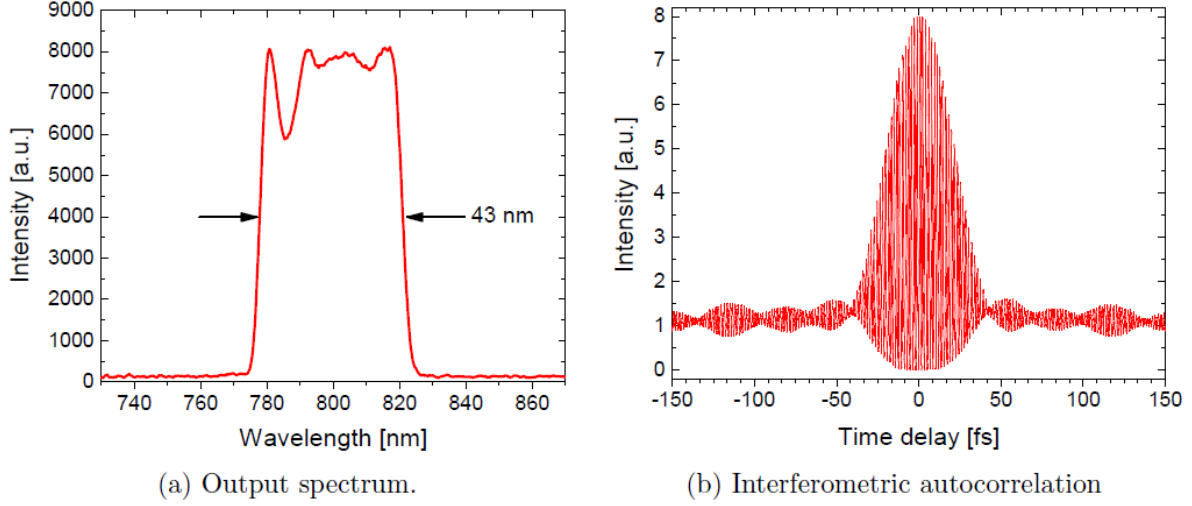 9000
8000
7000
6000
5000
4000
3000
2000
1000
0
Intensity [a.u.]
43 nm
740 760 780 800 820 840 860
Wavelength [nm]
(a) Output spectrum.
8
7
6
5
4
3
2
1
0
Intensity [a.u.]
-150 -100 -50 0 50 100 150
Time delay [fs]
(b) Interferometric autocorrelation